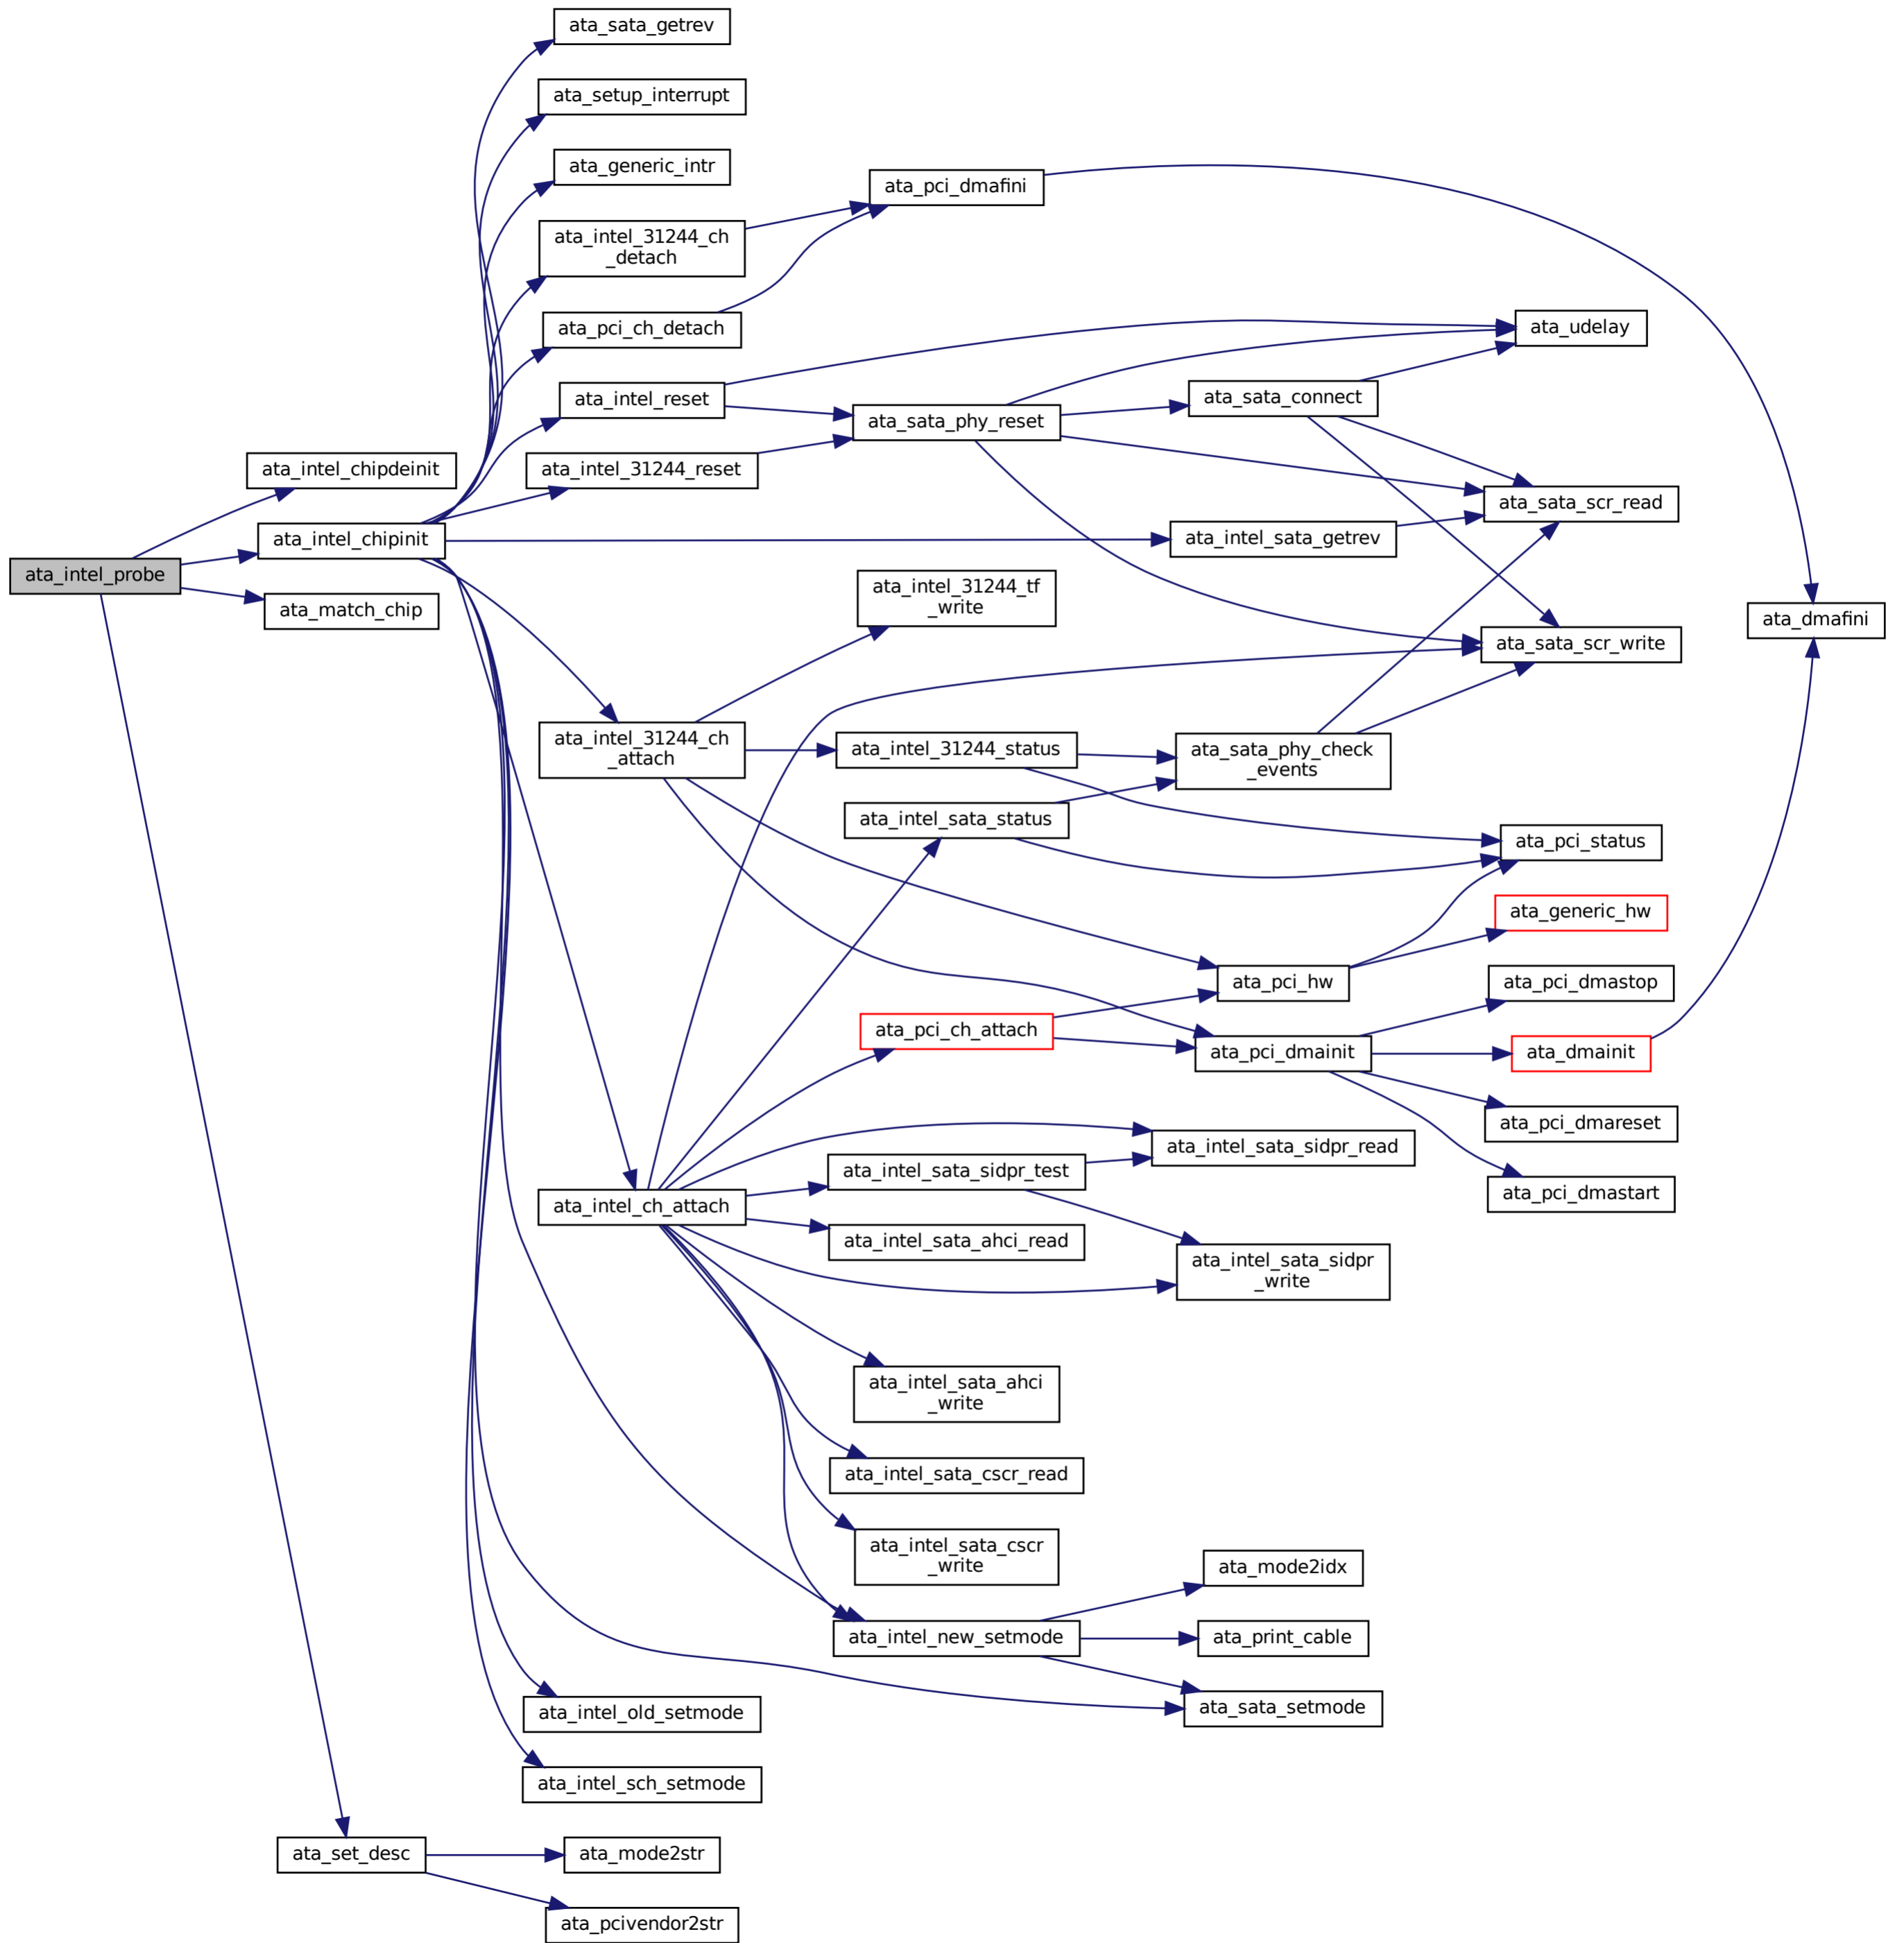 ata_sata_getrev
ata_setup_interrupt
ata_generic_intr
ata_pci_dmafini
ata_intel_31244_ch
_detach
ata_pci_ch_detach
ata_udelay
ata_intel_reset
ata_sata_connect
ata_sata_phy_reset
ata_intel_chipdeinit
ata_intel_31244_reset
ata_sata_scr_read
ata_intel_chipinit
ata_intel_sata_getrev
ata_intel_probe
ata_intel_31244_tf
_write
ata_match_chip
ata_dmafini
ata_sata_scr_write
ata_intel_31244_ch
_attach
ata_intel_31244_status
ata_sata_phy_check
_events
ata_intel_sata_status
ata_pci_status
ata_generic_hw
ata_pci_hw
ata_pci_dmastop
ata_pci_ch_attach
ata_pci_dmainit
ata_dmainit
ata_pci_dmareset
ata_intel_sata_sidpr_read
ata_intel_sata_sidpr_test
ata_pci_dmastart
ata_intel_ch_attach
ata_intel_sata_ahci_read
ata_intel_sata_sidpr
_write
ata_intel_sata_ahci
_write
ata_intel_sata_cscr_read
ata_intel_sata_cscr
_write
ata_mode2idx
ata_intel_new_setmode
ata_print_cable
ata_sata_setmode
ata_intel_old_setmode
ata_intel_sch_setmode
ata_set_desc
ata_mode2str
ata_pcivendor2str